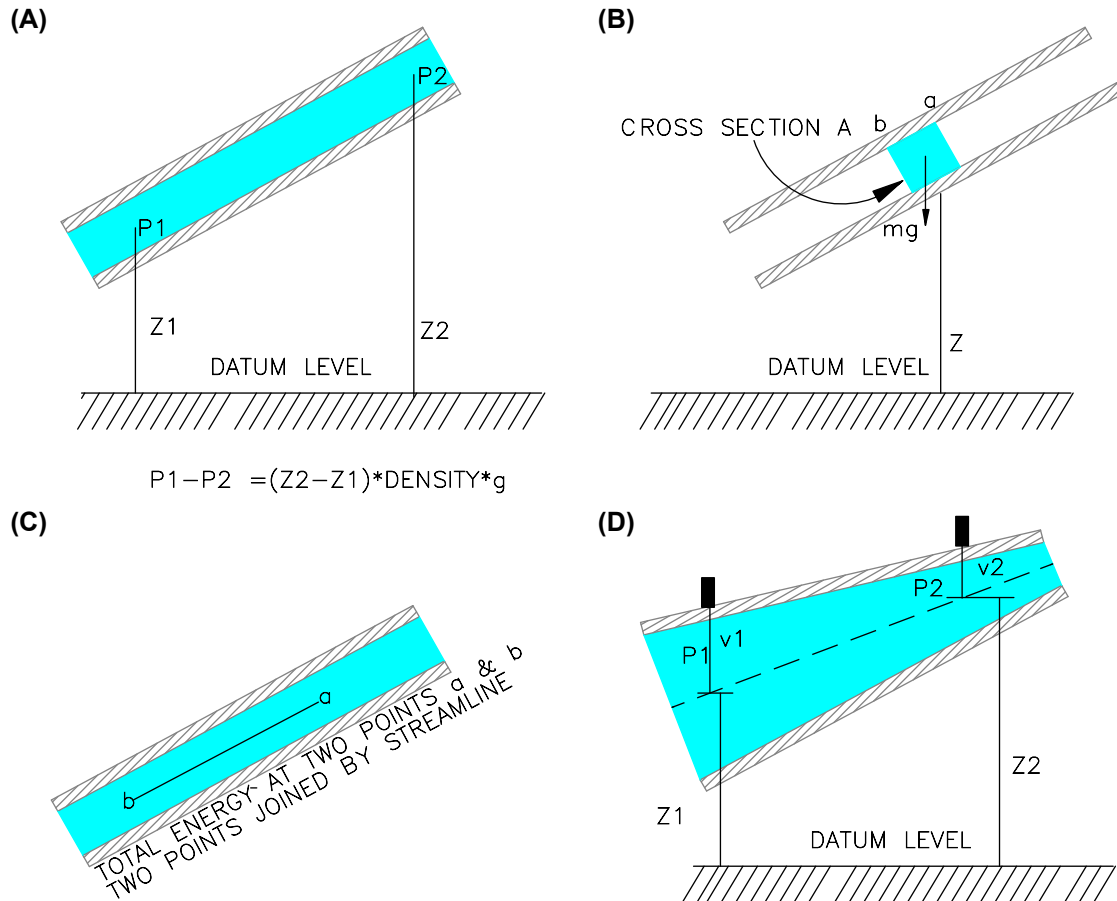 (A)
P2
P1
Z1
Z2
DATUM LEVEL
P1-P2 =(Z2-Z1)*DENSITY*g
(B)
a
CROSS SECTION A b
mg
Z
DATUM LEVEL
(C)
a
b
TOTAL ENERGY AT TWO POINTS a & b
TWO POINTS JOINED BY STREAMLINE
(D)
v2
P2
v1
P1
Z2
Z1
DATUM LEVEL